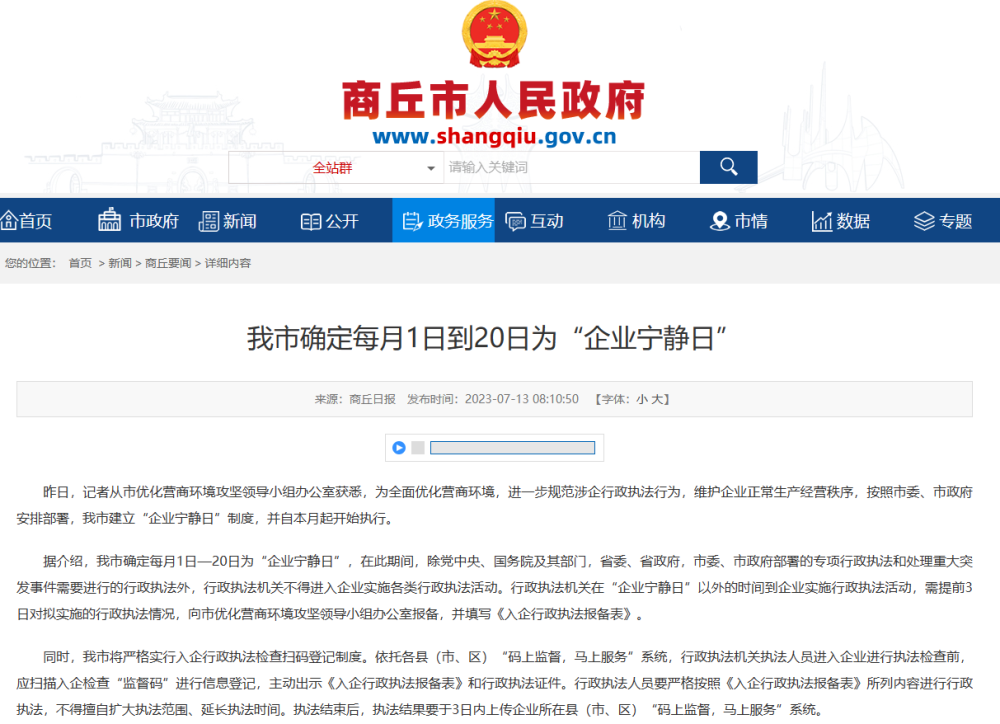 商丘市人民政府
www.shangqiu.gov.cn
全站群 请输入关键词
首页 市政府 新闻 公开 政务服务 互动 机构 市情 数据 专题
您的位置： 首页 > 新闻 > 商丘要闻 > 详细内容
我市确定每月1日到20日为“企业宁静日”
来源：商丘日报 发布时间：2023-07-13 08:10:50 【字体：小 大】
昨日，记者从市优化营商环境攻坚领导小组办公室获悉，为全面优化营商环境，进一步规范涉企行政执法行为，维护企业正常生产经营秩序，按照市委、市政府
安排部署，我市建立“企业宁静日”制度，并自本月起开始执行。
据介绍，我市确定每月1日—20日为“企业宁静日”，在此期间，除党中央、国务院及其部门，省委、省政府，市委、市政府部署的专项行政执法和处理重大突
发事件需要进行的行政执法外，行政执法机关不得进入企业实施各类行政执法活动。行政执法机关在“企业宁静日”以外的时间到企业实施行政执法活动，需提前3
日对拟实施的行政执法情况，向市优化营商环境攻坚领导小组办公室报备，并填写《入企行政执法报备表》。
同时，我市将严格实行入企行政执法检查扫码登记制度。依托各县（市、区）“码上监督，马上服务”系统，行政执法机关执法人员进入企业进行执法检查前，
应扫描入企检查“监督码”进行信息登记，主动出示《入企行政执法报备表》和行政执法证件。行政执法人员要严格按照《入企行政执法报备表》所列内容进行行政
执法，不得擅自扩大执法范围、延长执法时间。执法结束后，执法结果要于3日内上传企业所在县（市、区）“码上监督，马上服务”系统。